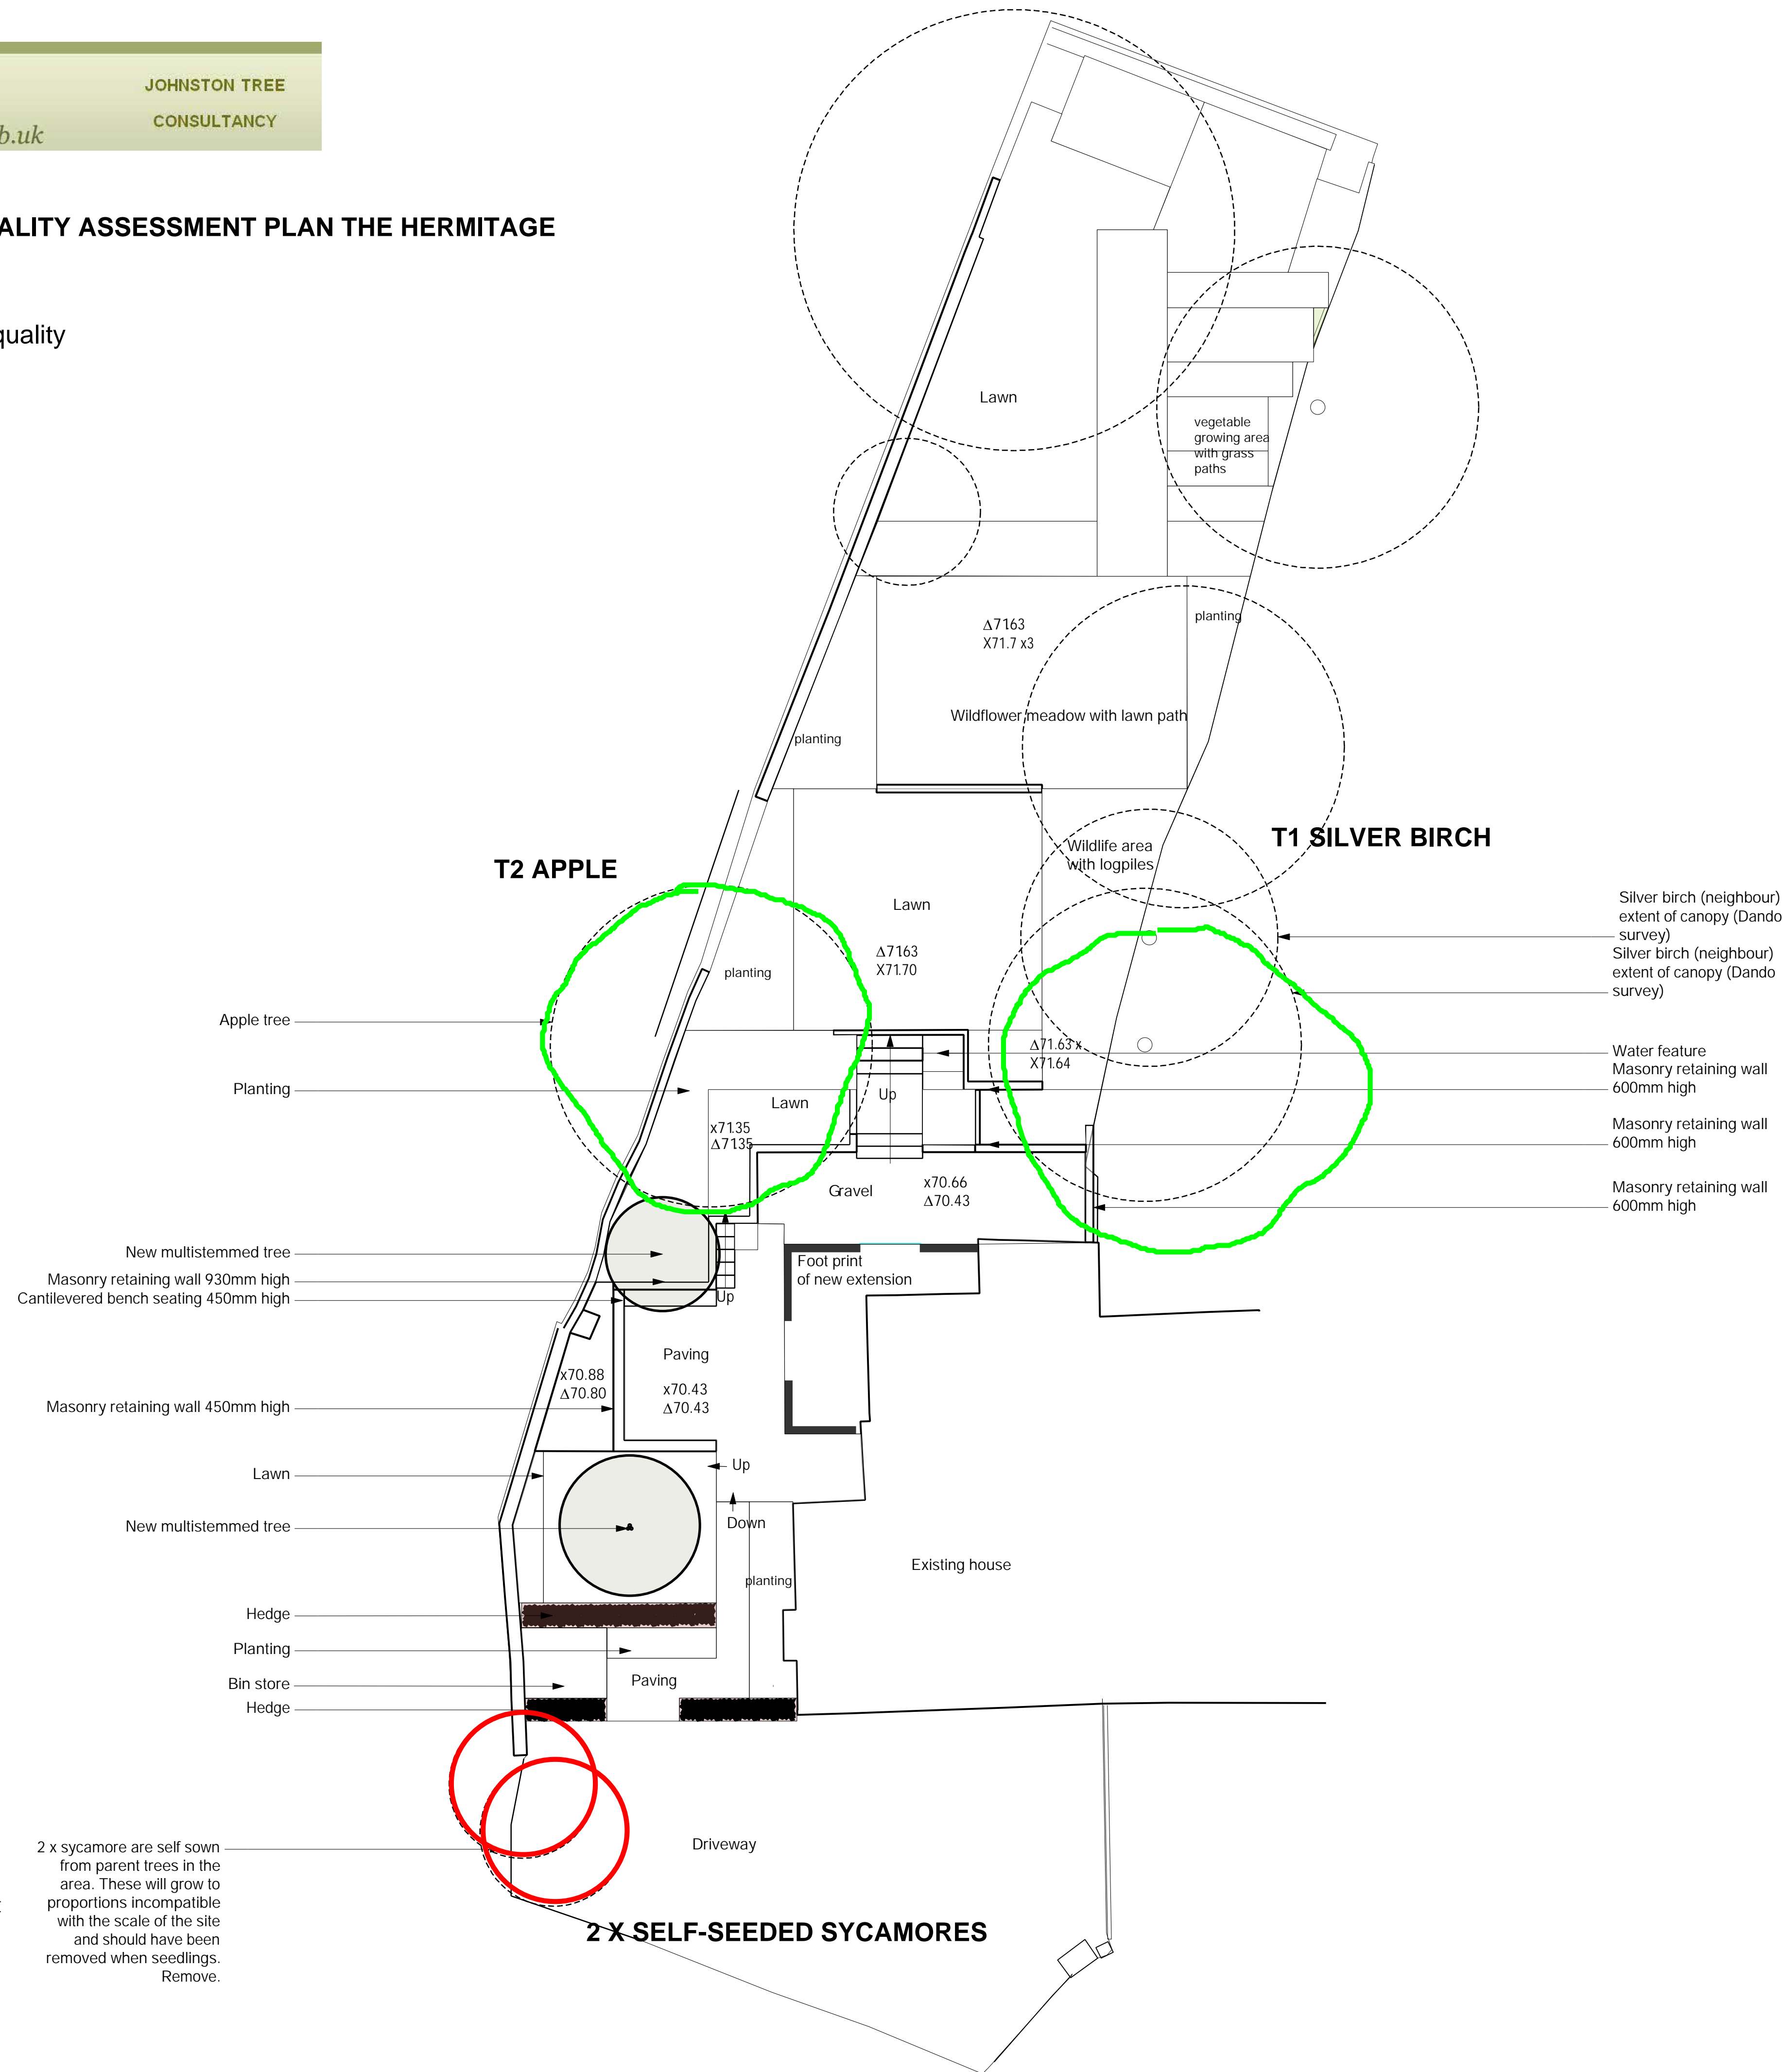 JOHNSTON TREE
CONSULTANCY
b.uk
ALITY ASSESSMENT PLAN THE HERMITAGE
quality
Lawn
vegetable
growing area
with grass
paths
Δ71.63
X71.7 x3
planting
Wildflower meadow with lawn path
planting
T1 SILVER BIRCH
Wildlife area
with logpiles
T2 APPLE
Lawn
Silver birch (neighbour)
extent of canopy (Dando
survey)
Silver birch (neighbour)
extent of canopy (Dando
survey)
Δ71.63
X71.70
planting
Apple tree
Δ71.63 x
X71.64
Water feature
Masonry retaining wall
600mm high
Planting
Up
Lawn
x71.35
Δ71.35
Masonry retaining wall
600mm high
Gravel
x70.66
Δ70.43
Masonry retaining wall
600mm high
New multistemmed tree
Foot print
of new extension
Masonry retaining wall 930mm high
Cantilevered bench seating 450mm high
Up
Paving
x70.88
Δ70.80
x70.43
Δ70.43
Masonry retaining wall 450mm high
Up
Lawn
Down
New multistemmed tree
Existing house
planting
Hedge
Planting
Paving
Bin store
Hedge
Driveway
2 x sycamore are self sown
from parent trees in the
area. These will grow to
proportions incompatible
with the scale of the site
and should have been
removed when seedlings.
Remove.
2 X SELF-SEEDED SYCAMORES